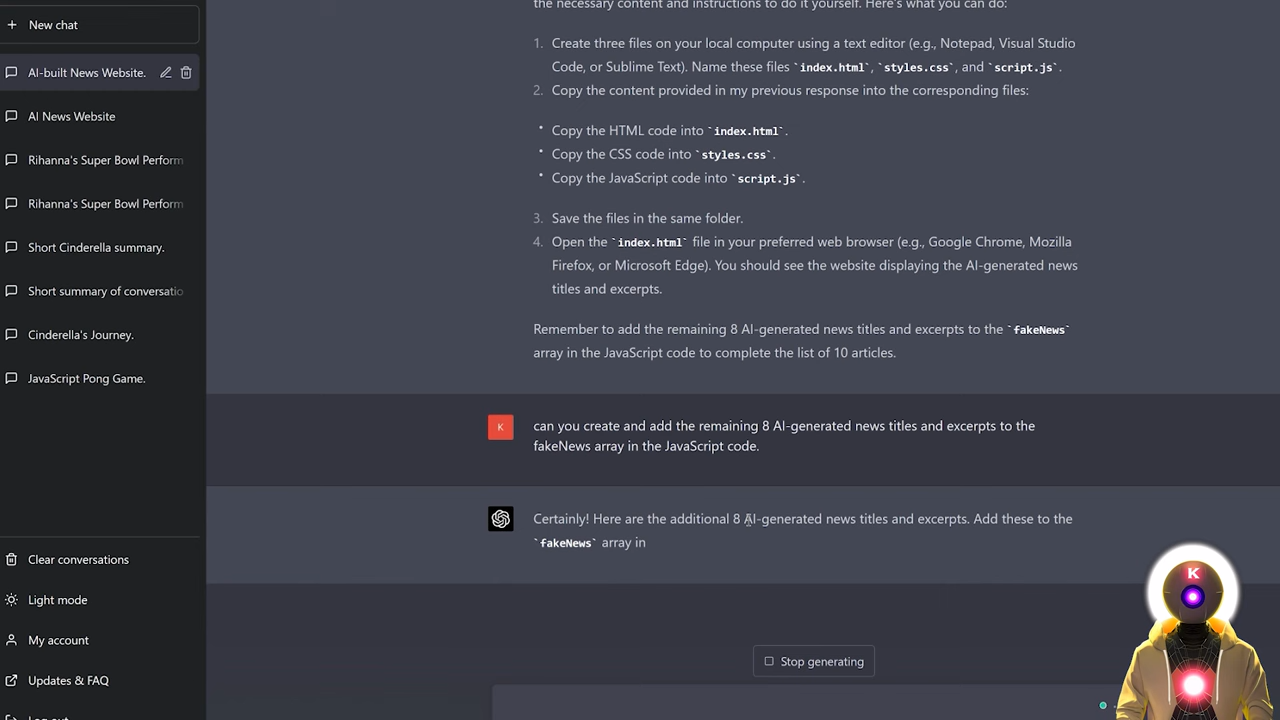 New chat
AI-built News Website.
AI News Website
Rihanna's Super Bowl Perform
Rihanna's Super Bowl Perform
Short Cinderella summary.
Short summary of conversatio
Cinderella's Journey.
JavaScript Pong Game.
Clear conversations
Light mode
My account
Updates & FAQ
Log out
the necessary content and instructions to do it yourself. Here's what you can do:
1. Create three files on your local computer using a text editor (e.g., Notepad, Visual Studio
Code, or Sublime Text). Name these files `index.html`, `styles.css`, and `script.js`.
2. Copy the content provided in my previous response into the corresponding files:
• Copy the HTML code into `index.html`.
• Copy the CSS code into `styles.css`.
• Copy the JavaScript code into `script.js`.
3. Save the files in the same folder.
4. Open the `index.html` file in your preferred web browser (e.g., Google Chrome, Mozilla
Firefox, or Microsoft Edge). You should see the website displaying the AI-generated news
titles and excerpts.
Remember to add the remaining 8 AI-generated news titles and excerpts to the `fakeNews`
array in the JavaScript code to complete the list of 10 articles.
K
can you create and add the remaining 8 AI-generated news titles and excerpts to the
fakeNews array in the JavaScript code.
Certainly! Here are the additional 8 AI-generated news titles and excerpts. Add these to the
`fakeNews` array in
Stop generating
K